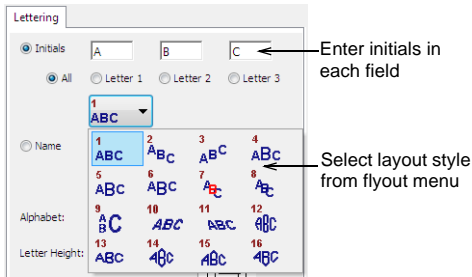 Lettering
Initials A B C
Enter initials in
each field
All Letter 1 Letter 2 Letter 3
1
ABC
Name
1 ABC 2 ABC 3 ABC 4 ABC
Select layout style
from flyout menu
5 ABC 6 ABC 7 ABC 8 ABC
Alphabet: 9 ABC 10 ABC 11 ABC 12 ABC
Letter Height: 13 ABC 14 ABC 15 ABC 16 ABC